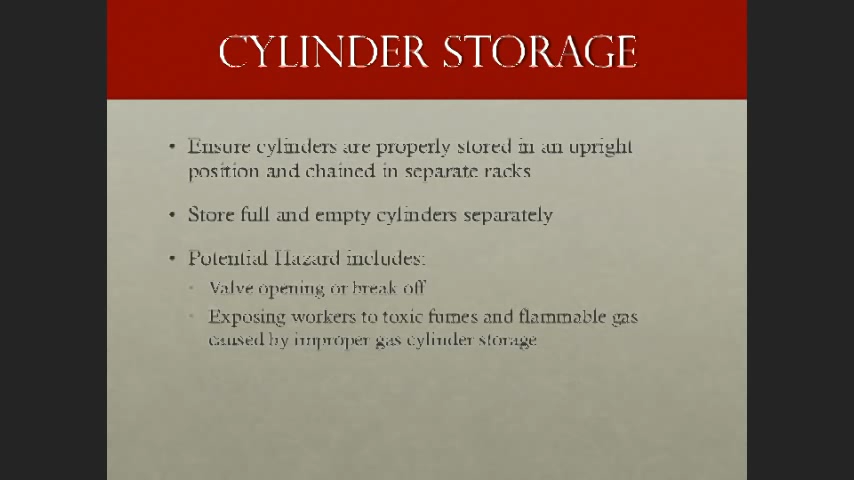 CYLINDER STORAGE
• Ensure cylinders are properly stored in an upright
position and chained in separate racks
• Store full and empty cylinders separately
• Potential Hazard includes:
• Valve opening or break off
• Exposing workers to toxic fumes and flammable gas
caused by improper gas cylinder storage